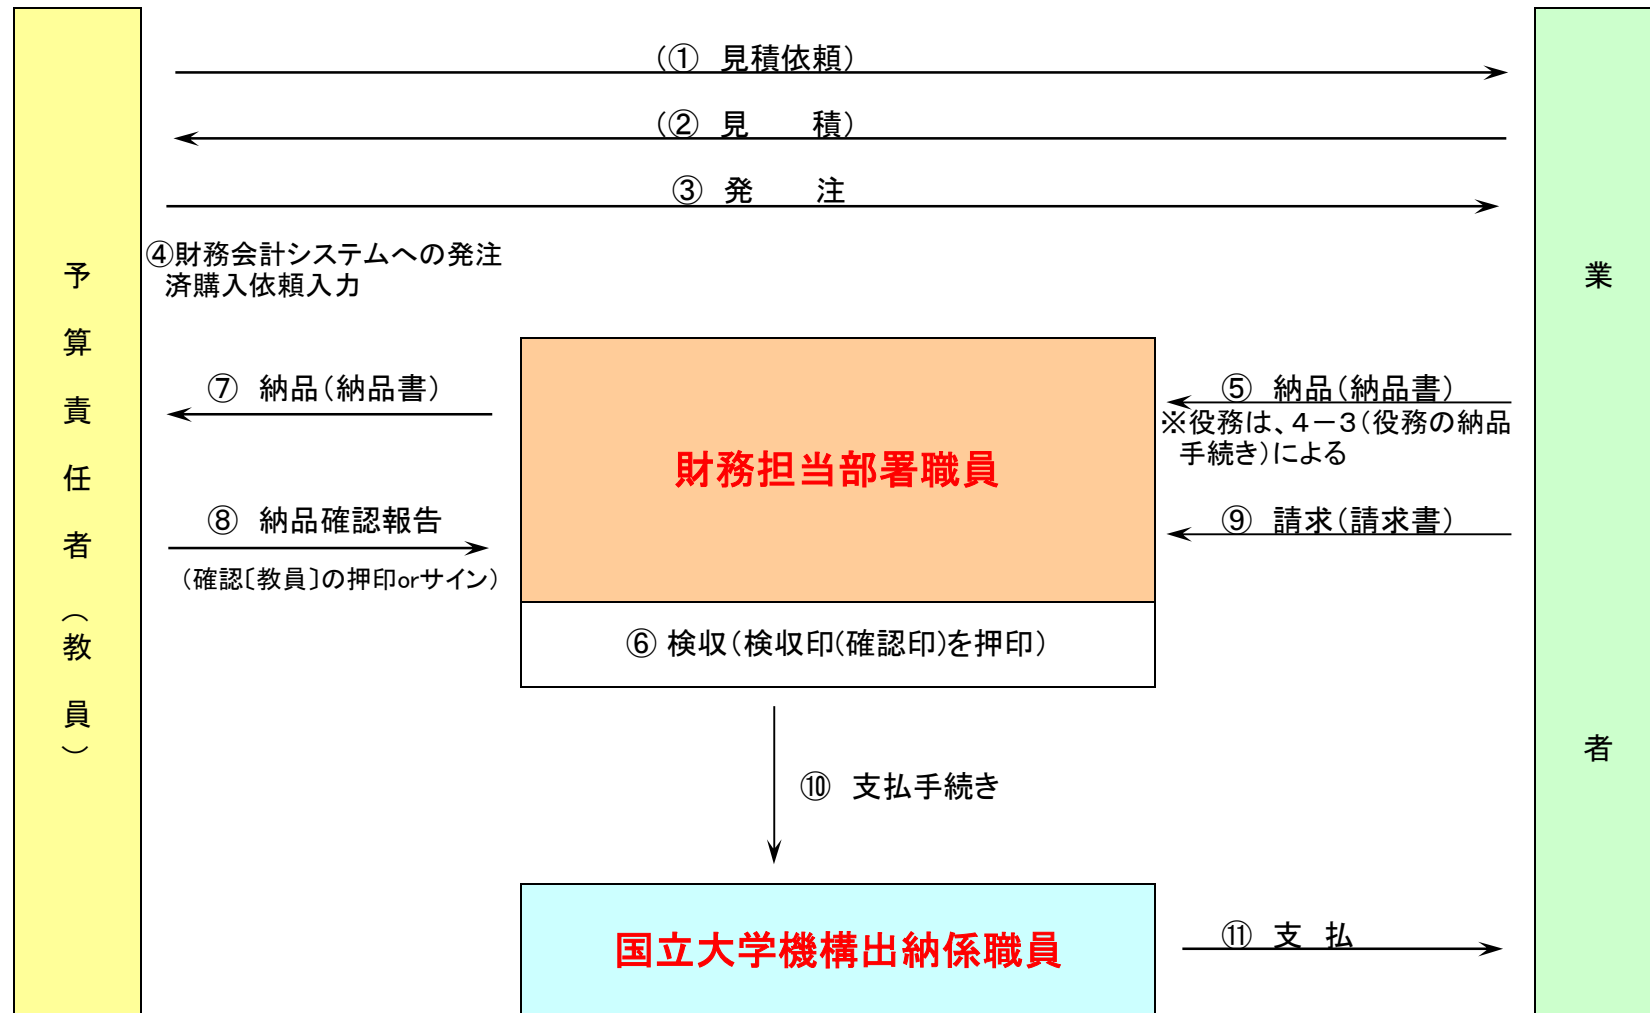 (① 見積依頼)
(② 見　　積)
③ 発　　注
④財務会計システムへの発注
済購入依頼入力
予算責任者(教員)
業者
⑦ 納品(納品書)
⑤ 納品(納品書)
※役務は、4-3(役務の納品
手続き)による
財務担当部署職員
⑧ 納品確認報告
(確認〔教員〕の押印orサイン)
⑨ 請求(請求書)
⑥ 検収(検収印(確認印)を押印)
⑩ 支払手続き
国立大学機構出納係職員
⑪ 支 払